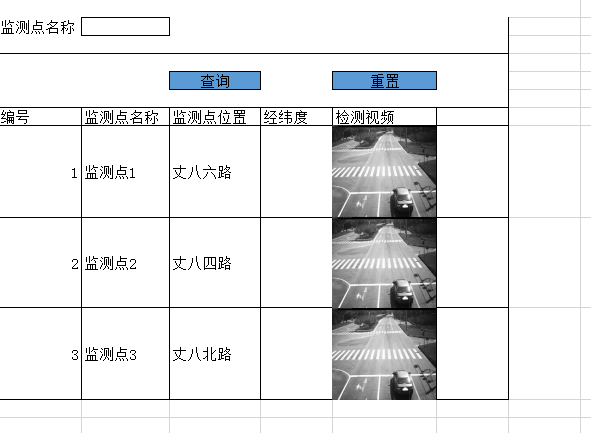 监测点名称
查询 重置
编号 监测点名称 监测点位置 经纬度 检测视频
1 监测点1 丈八六路
2 监测点2 丈八四路
3 监测点3 丈八北路